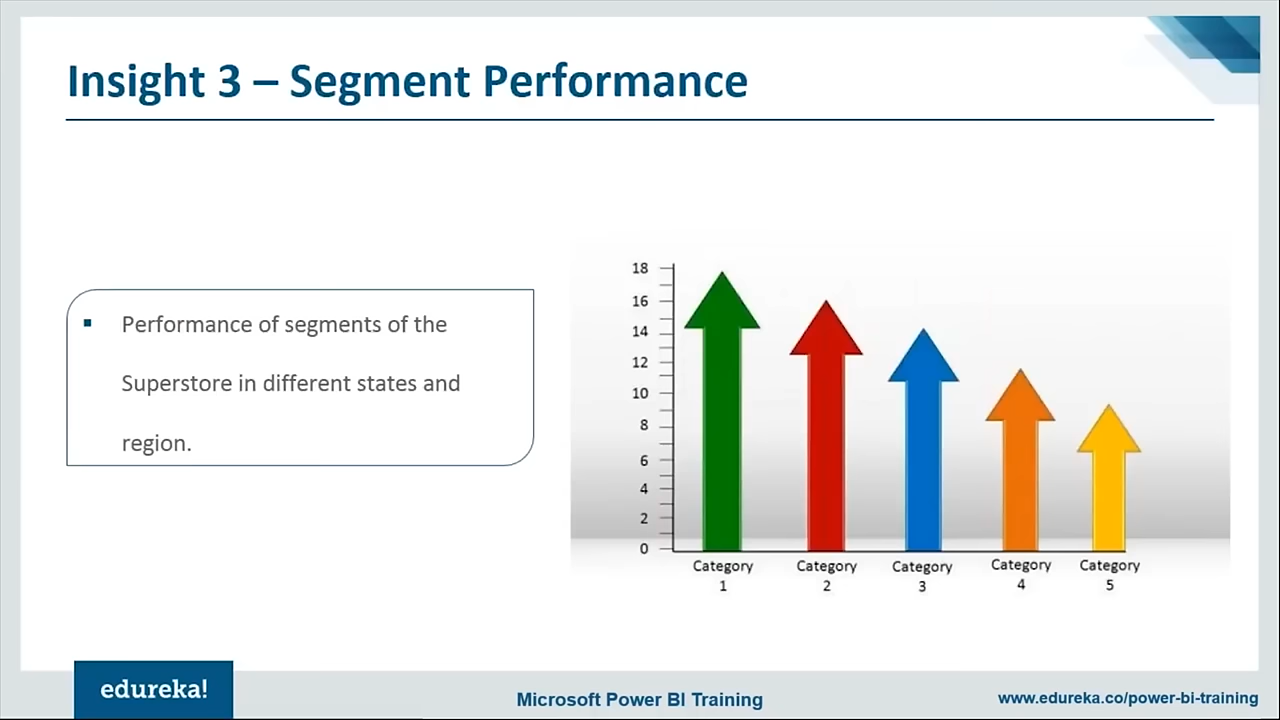 Insight 3 – Segment Performance
▪ Performance of segments of the
Superstore in different states and
region.
18
16
14
12
10
8
6
4
2
0
Category
1
Category
2
Category
3
Category
4
Category
5
edureka!
Microsoft Power BI Training
www.edureka.co/power-bi-training